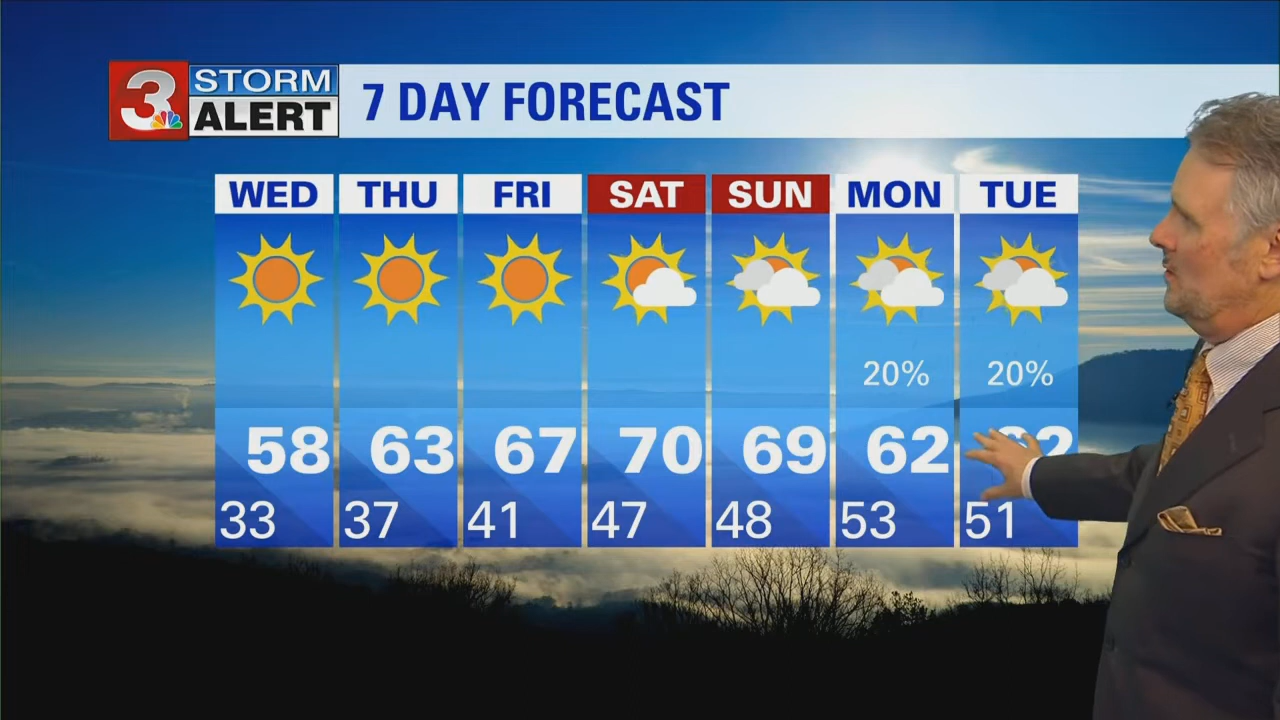 3 STORM ALERT
7 DAY FORECAST
WED THU FRI SAT SUN MON TUE
20% 20%
58 63 67 70 69 62
33 37 41 47 48 53 51